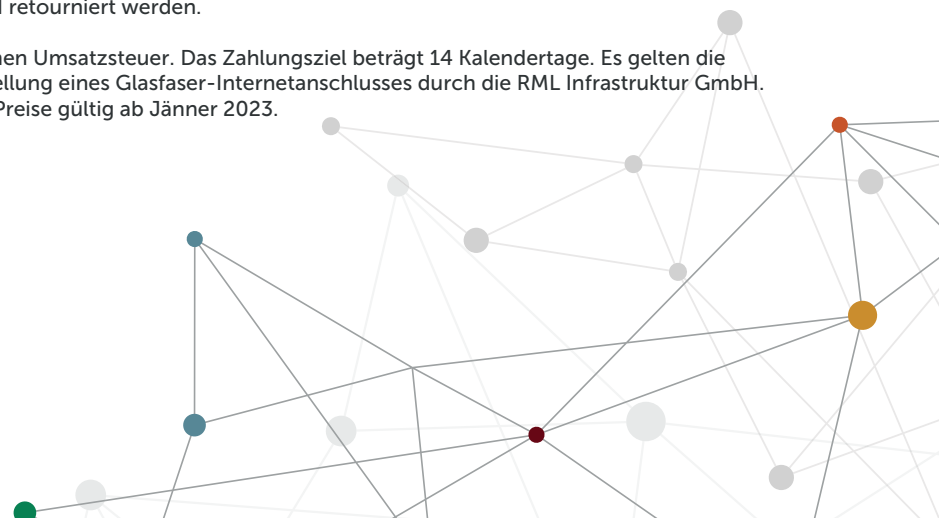 retourniert werden.
en Umsatzsteuer. Das Zahlungsziel beträgt 14 Kalendertage. Es gelten die
ellung eines Glasfaser-Internetanschlusses durch die RML Infrastruktur GmbH.
Preise gültig ab Jänner 2023.